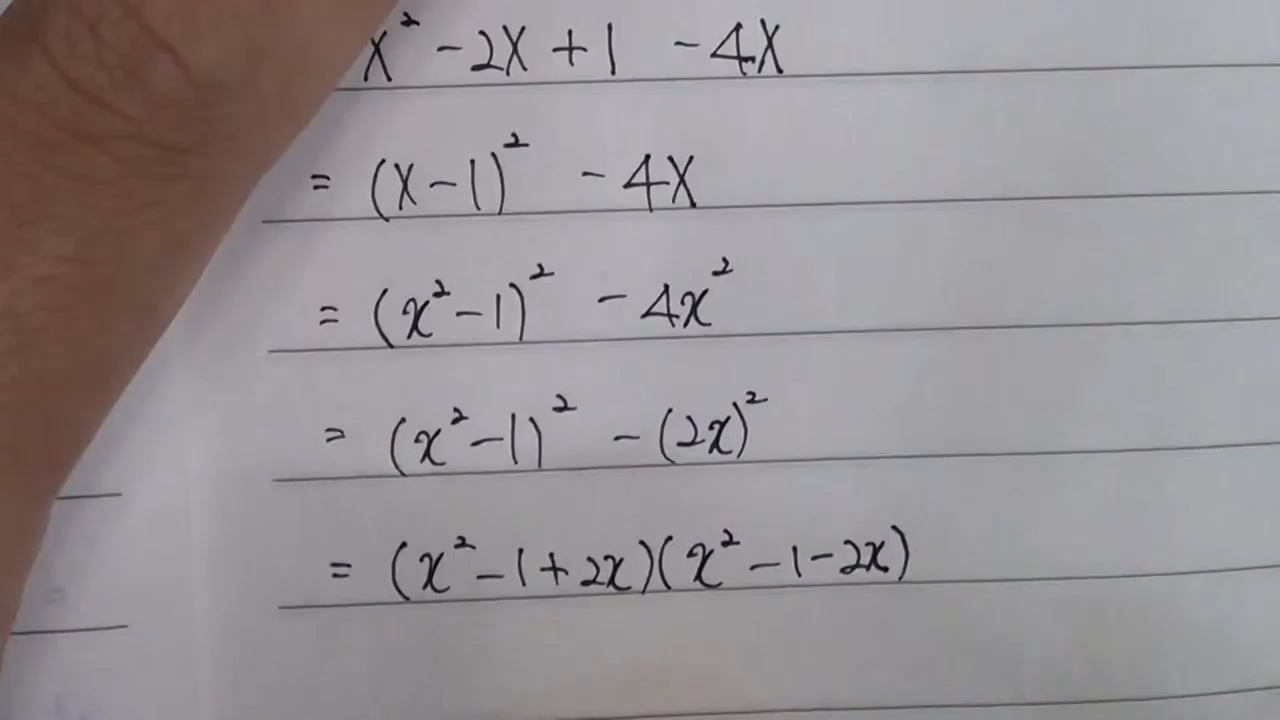 X² - 2X + 1 - 4X
= (X - 1)² - 4X
= (x² - 1)² - 4x²
= (x² - 1)² - (2x)²
= (x² - 1 + 2x)(x² - 1 - 2x)